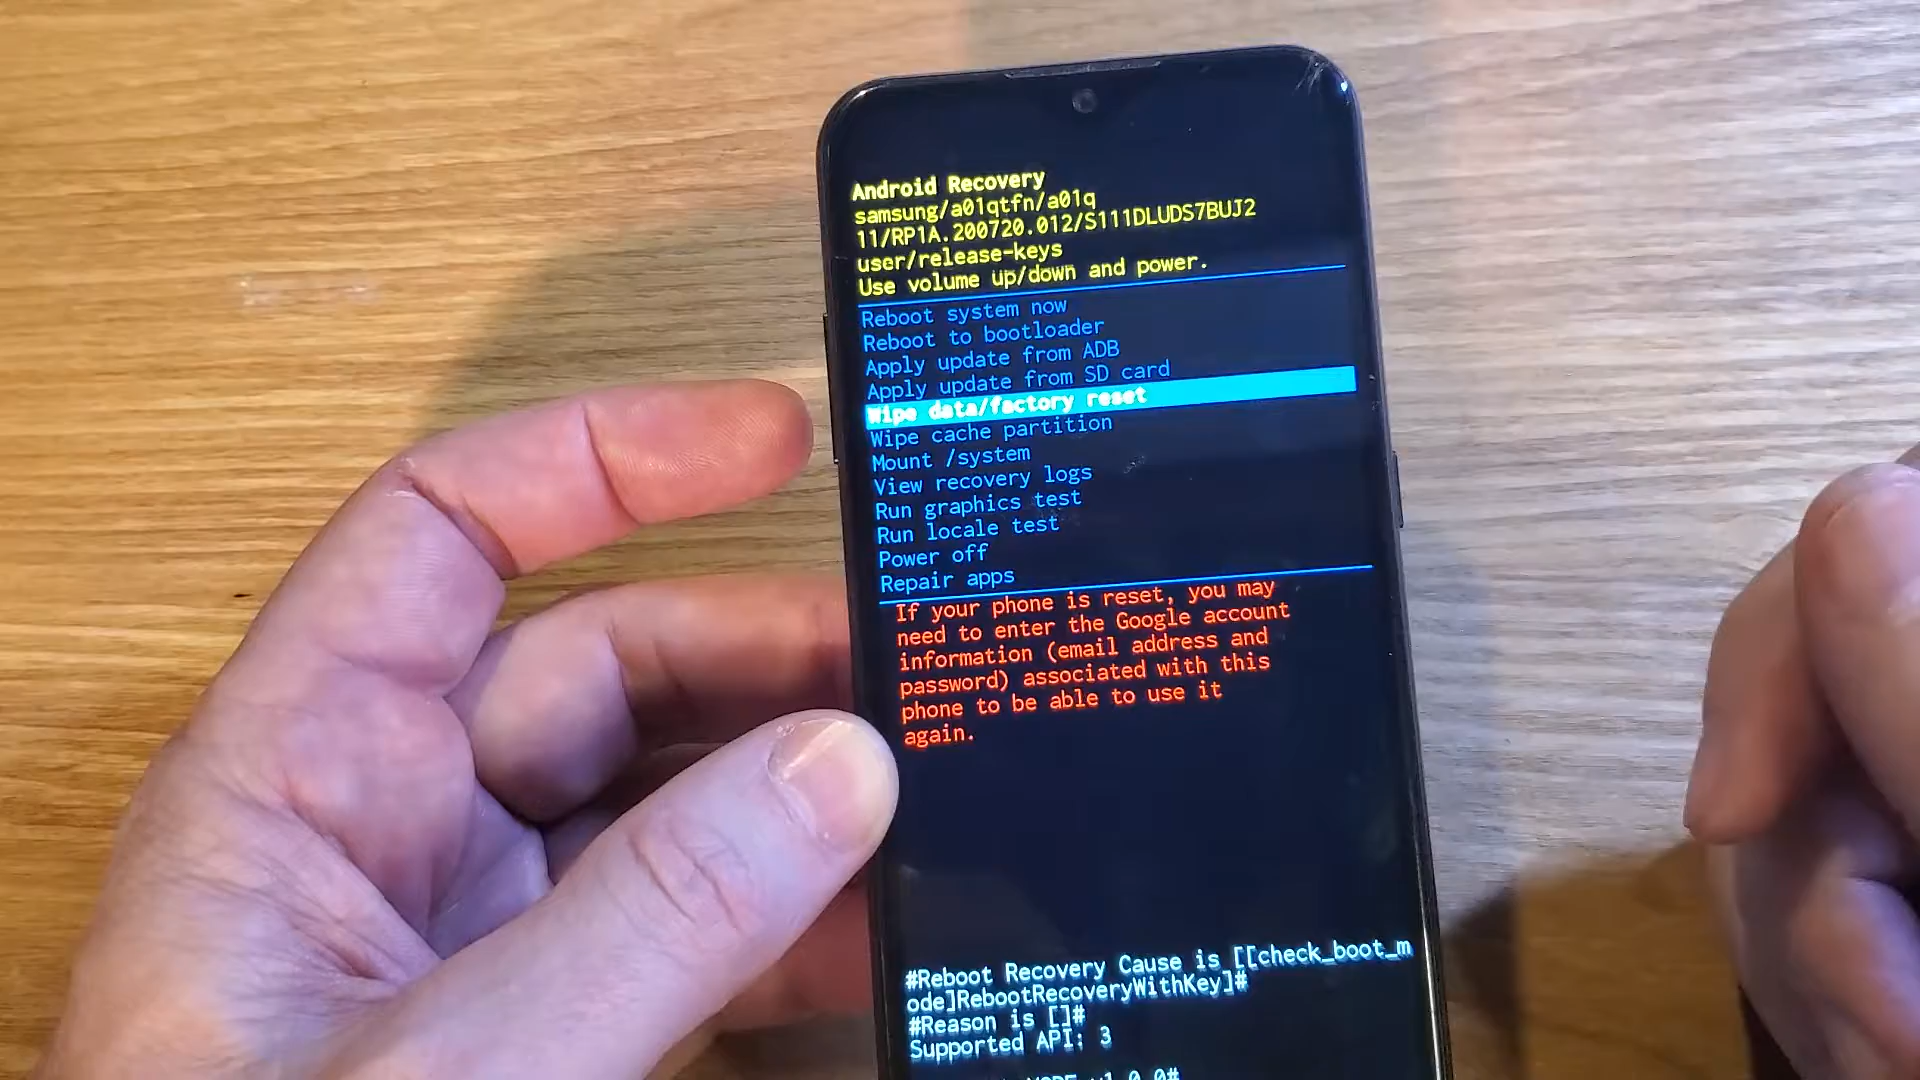 Android Recovery
samsung/a01qtfn/a01q
11/RP1A.200720.012/S111DLUDS7BUJ2
user/release-keys
Use volume up/down and power.
Reboot system now
Reboot to bootloader
Apply update from ADB
Apply update from SD card
Wipe data/factory reset
Wipe cache partition
Mount /system
View recovery logs
Run graphics test
Run locale test
Power off
Repair apps
If your phone is reset, you may
need to enter the Google account
information (email address and
password) associated with this
phone to be able to use it
again.
#Reboot Recovery Cause is [[check_boot_m
ode]RebootRecoveryWithKey]#
#Reason is []#
Supported API: 3